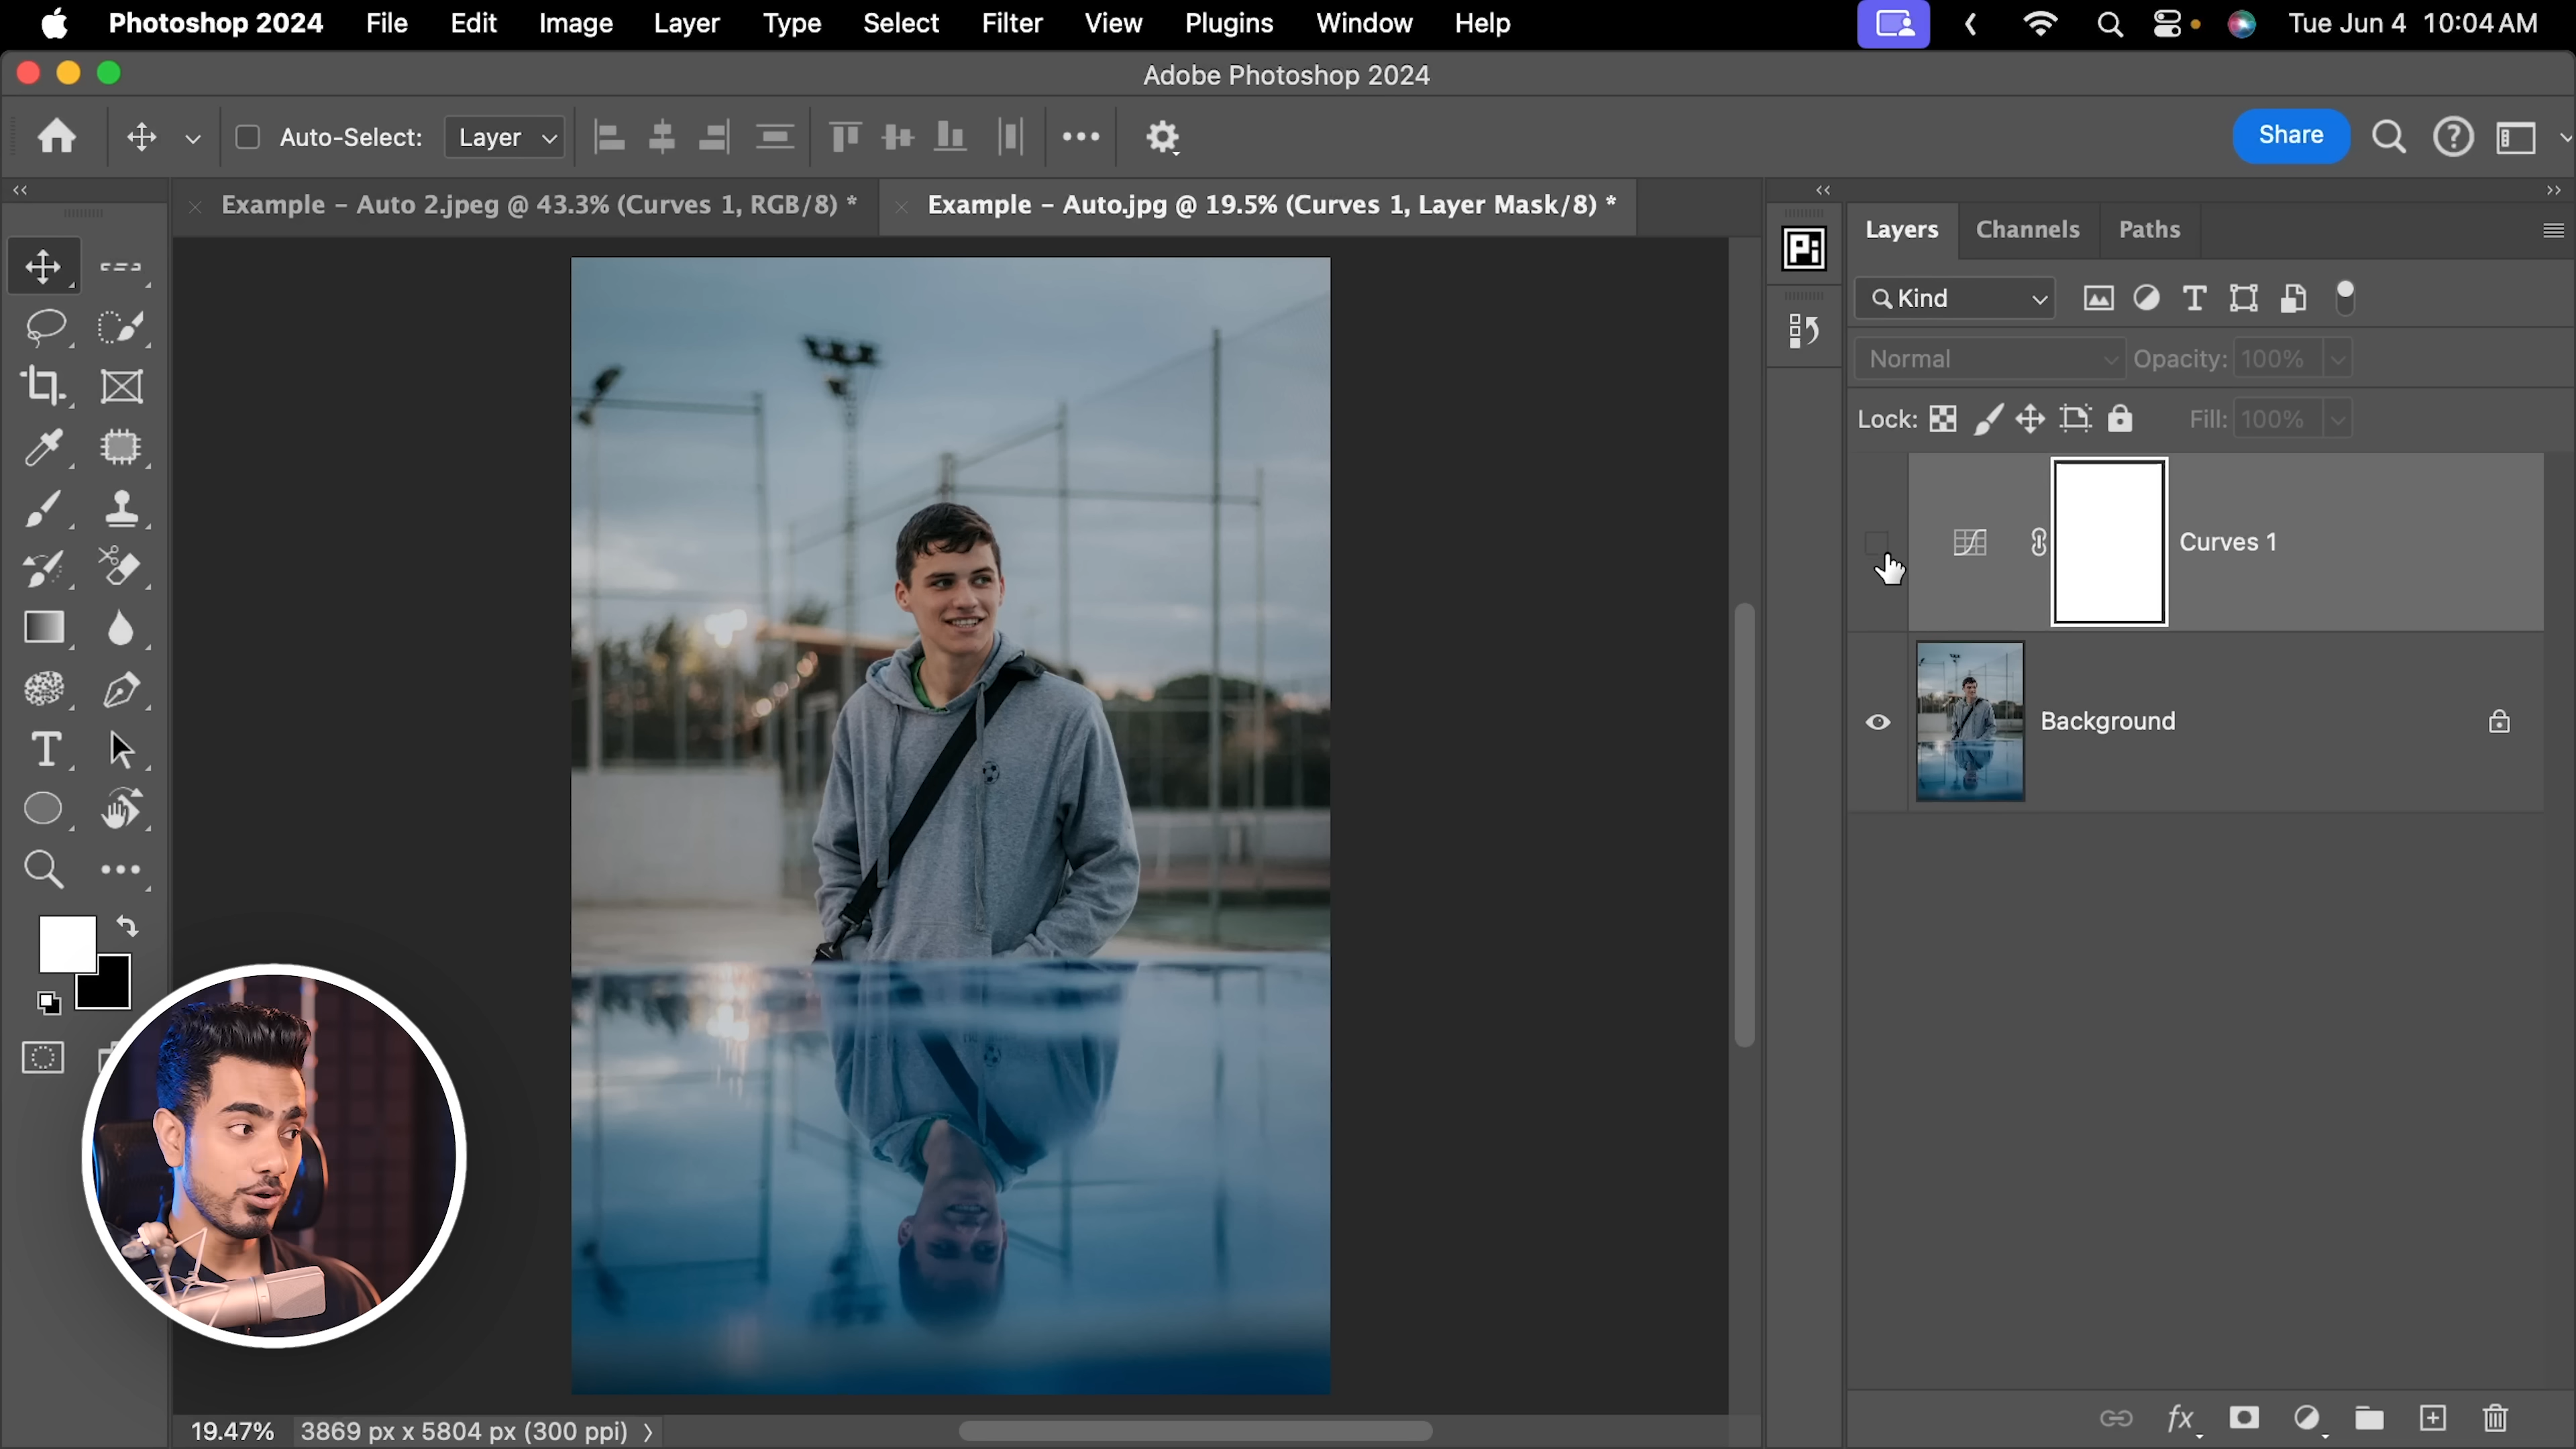 Photoshop 2024 File Edit Image Layer Type Select Filter View Plugins Window Help Tue Jun 4 10:04 AM
Adobe Photoshop 2024
Auto-Select: Layer Share
Example – Auto 2.jpeg @ 43.3% (Curves 1, RGB/8) * Example – Auto.jpg @ 19.5% (Curves 1, Layer Mask/8) *
Pi
Layers Channels Paths
Kind
Normal Opacity: 100%
Lock: Fill: 100%
Curves 1
Background
19.47% 3869 px x 5804 px (300 ppi)
fx